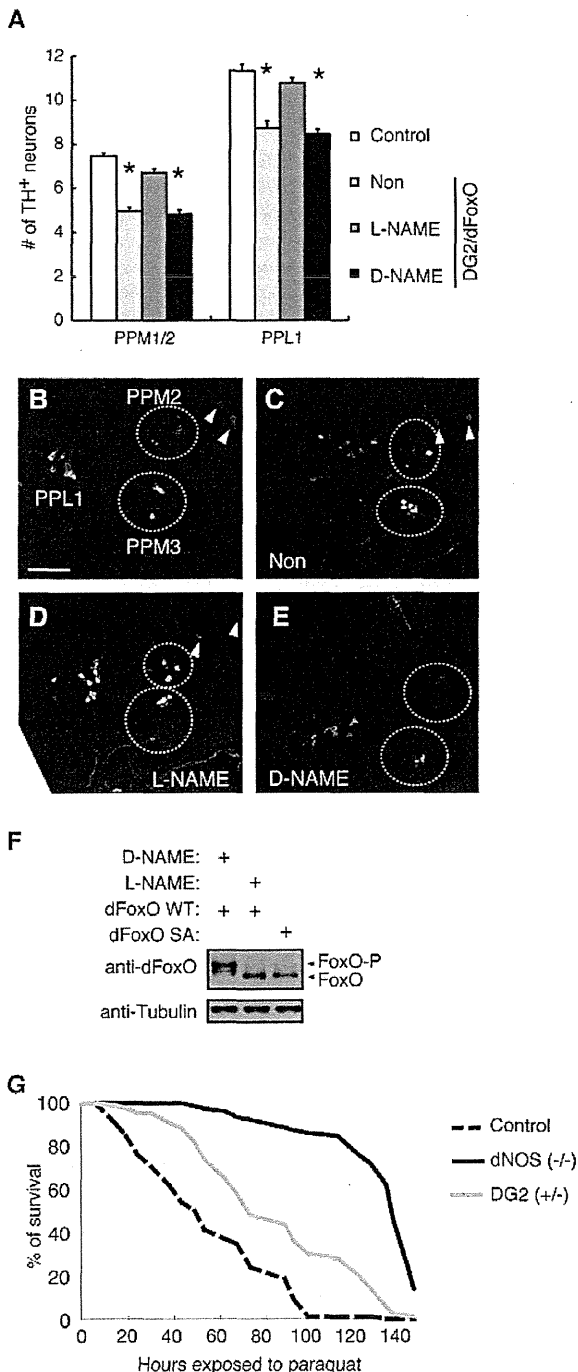 A
12
10
8
6
4
2
0
# of TH+ neurons
* * * *
PPM1/2 PPL1
Control
Non
L-NAME
D-NAME
DG2/dFoxO
B
PPM2
PPL1
PPM3
C
Non
D
L-NAME
E
D-NAME
F
D-NAME: +
L-NAME: +
dFoxO WT: + +
dFoxO SA: +
anti-dFoxO
FoxO-P
FoxO
anti-Tubulin
G
100
80
60
40
20
0
% of survival
0 20 40 60 80 100 120 140
Hours exposed to paraquat
Control
dNOS (-/-)
DG2 (+/-)